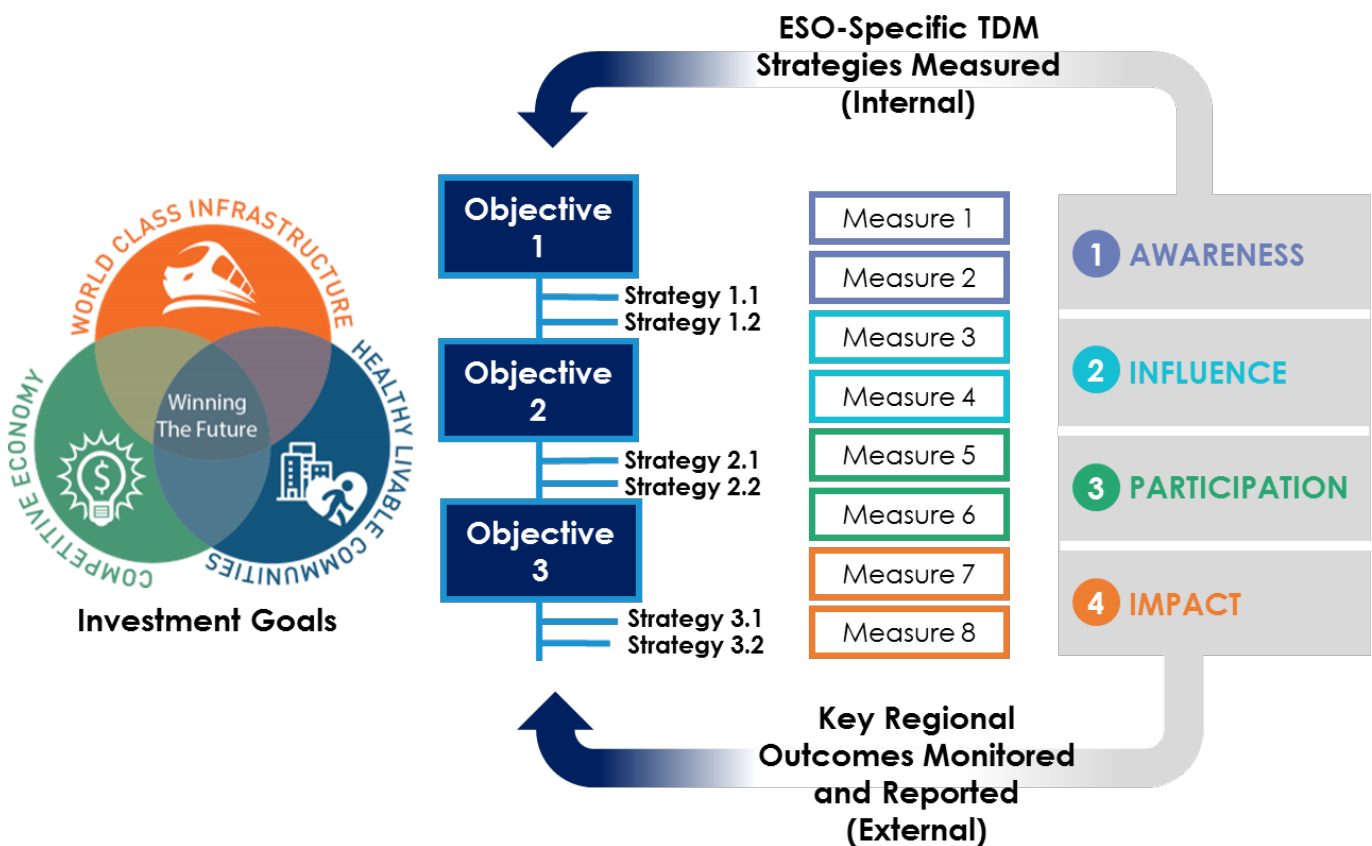 ESO-Specific TDM
Strategies Measured
(Internal)
WORLD CLASS INFRASTRUCTURE
COMPETITIVE ECONOMY
HEALTHY LIVABLE COMMUNITIES
Winning
The Future
$
Investment Goals
Objective
1
Strategy 1.1
Strategy 1.2
Objective
2
Strategy 2.1
Strategy 2.2
Objective
3
Strategy 3.1
Strategy 3.2
Measure 1
Measure 2
Measure 3
Measure 4
Measure 5
Measure 6
Measure 7
Measure 8
1 AWARENESS
2 INFLUENCE
3 PARTICIPATION
4 IMPACT
Key Regional
Outcomes Monitored
and Reported
(External)